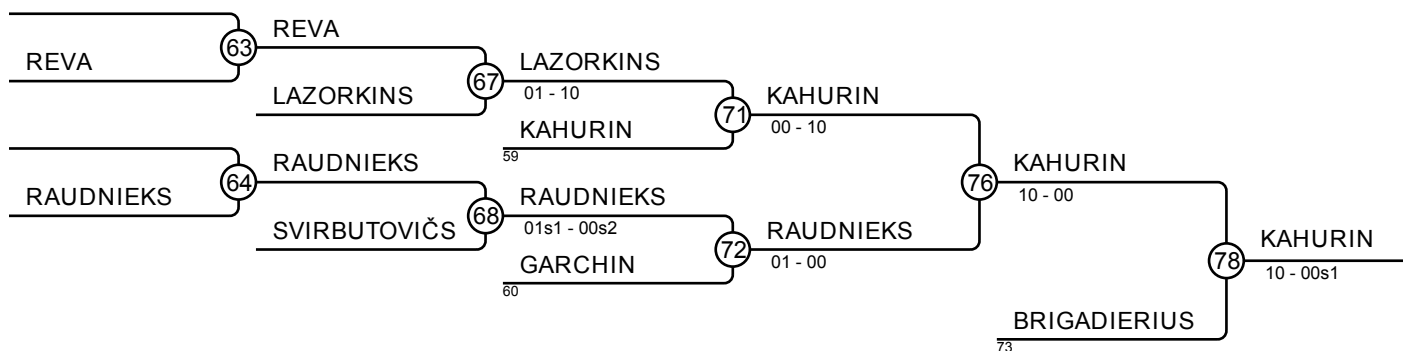 REVA
63
REVA
LAZORKINS
67
LAZORKINS
01 - 10
KAHURIN
59
71
KAHURIN
00 - 10
RAUDNIEKS
64
RAUDNIEKS
SVIRBUTOVIČS
68
RAUDNIEKS
01s1 - 00s2
GARCHIN
60
72
RAUDNIEKS
01 - 00
76
KAHURIN
10 - 00
BRIGADIERIUS
73
78
KAHURIN
10 - 00s1